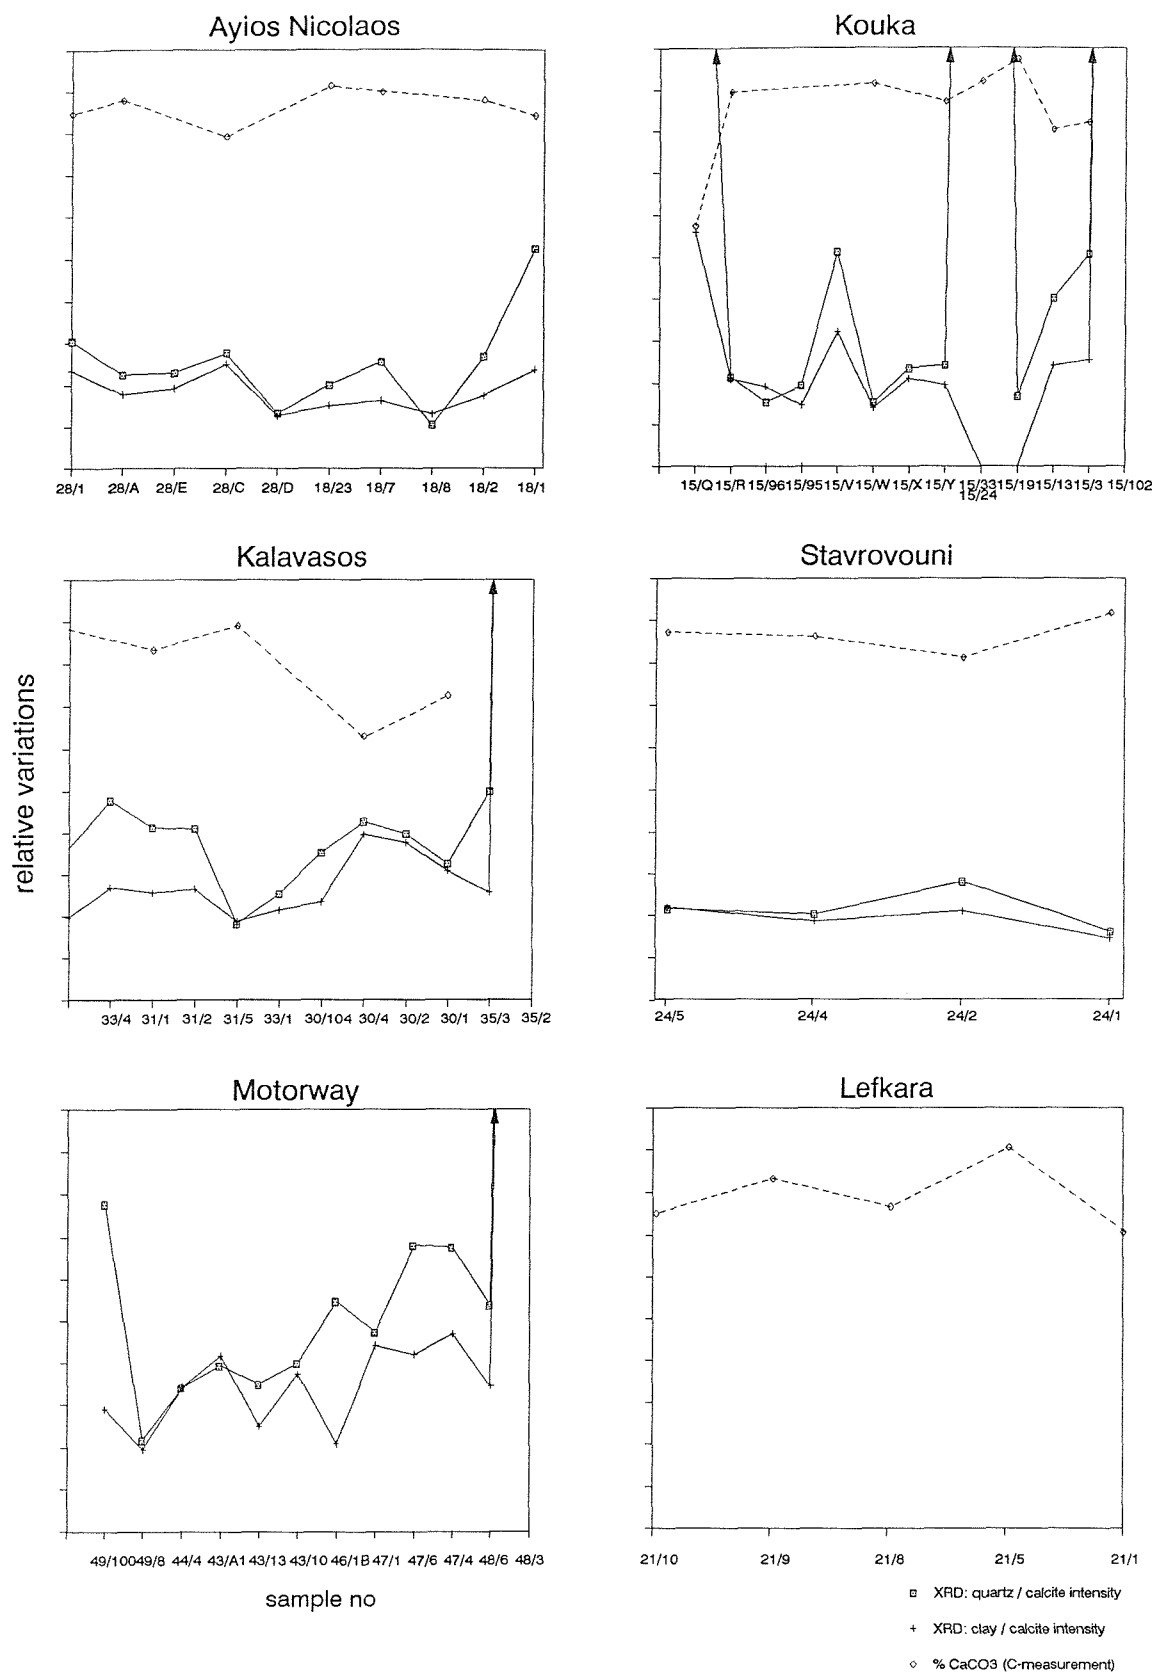 Ayios Nicolaos
Kouka
28/1 28/A 28/E 28/C 28/D 18/23 18/7 18/8 18/2 18/1
15/Q 15/R 15/96 15/95 15/V 15/W 15/X 15/Y 15/33 15/19 15/13 15/3 15/102
15/24
Kalavasos
Stavrovouni
relative variations
33/4 31/1 31/2 31/5 33/1 30/104 30/4 30/2 30/1 35/3 35/2
24/5 24/4 24/2 24/1
Motorway
Lefkara
49/100 49/8 44/4 43/A1 43/13 43/10 46/1B 47/1 47/6 47/4 48/6 48/3
21/10 21/9 21/8 21/5 21/1
sample no
XRD: quartz / calcite intensity
XRD: clay / calcite intensity
% CaCO3 (C-measurement)